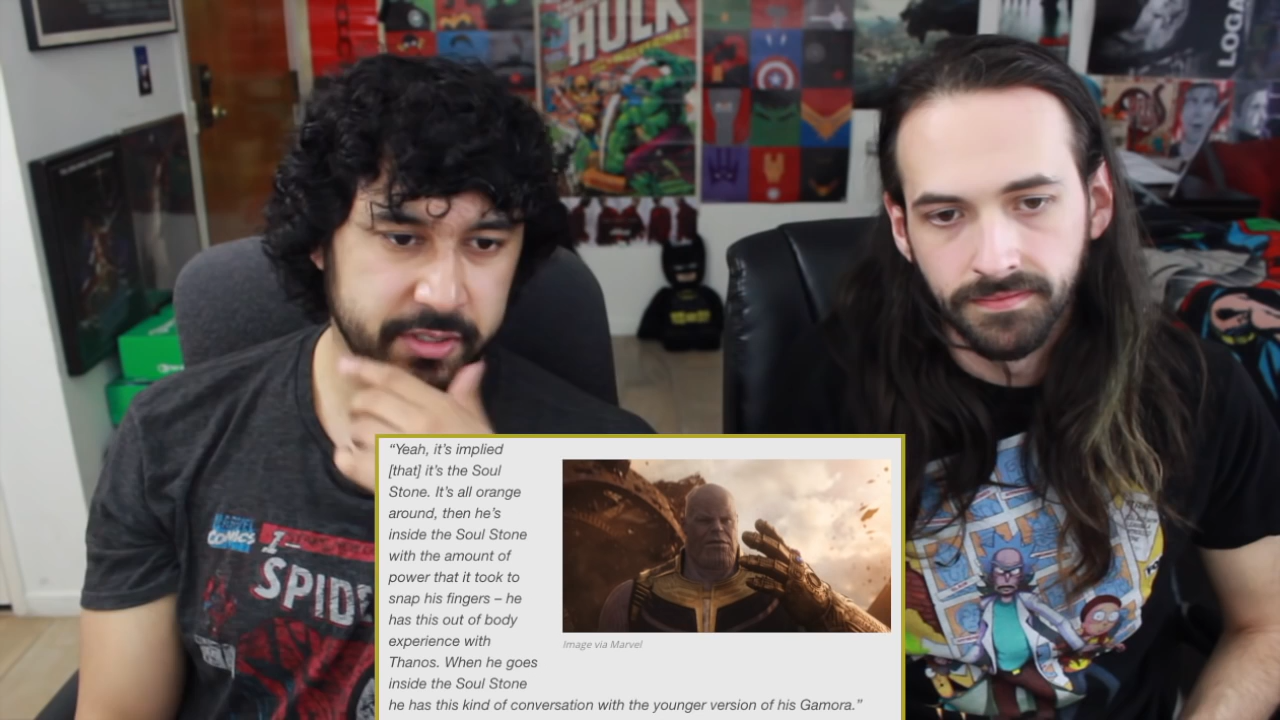 HULK
LOGA
MARVEL
COMICS
I–
SPID
“Yeah, it’s implied
[that] it’s the Soul
Stone. It’s all orange
around, then he’s
inside the Soul Stone
with the amount of
power that it took to
snap his fingers – he
has this out of body
experience with
Thanos. When he goes
inside the Soul Stone
he has this kind of conversation with the younger version of his Gamora.”
Image via Marvel